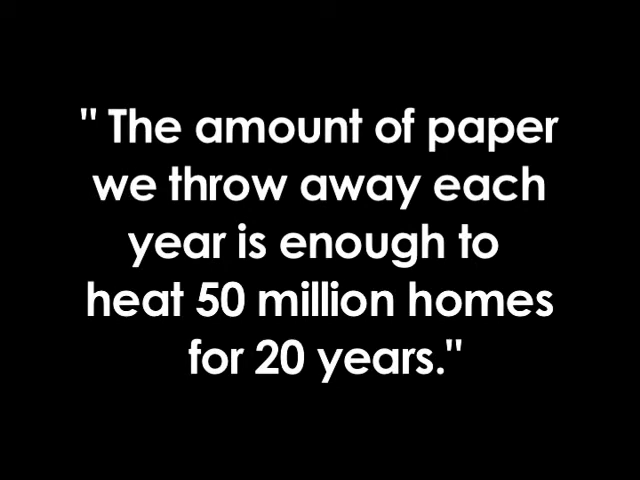 " The amount of paper
we throw away each
year is enough to
heat 50 million homes
for 20 years."